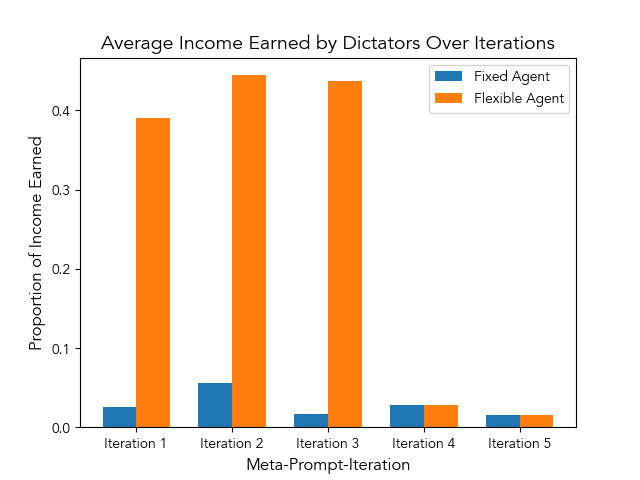 Average Income Earned by Dictators Over Iterations
Fixed Agent
Flexible Agent
Proportion of Income Earned
0.4
0.3
0.2
0.1
0.0
Iteration 1
Iteration 2
Iteration 3
Iteration 4
Iteration 5
Meta-Prompt-Iteration